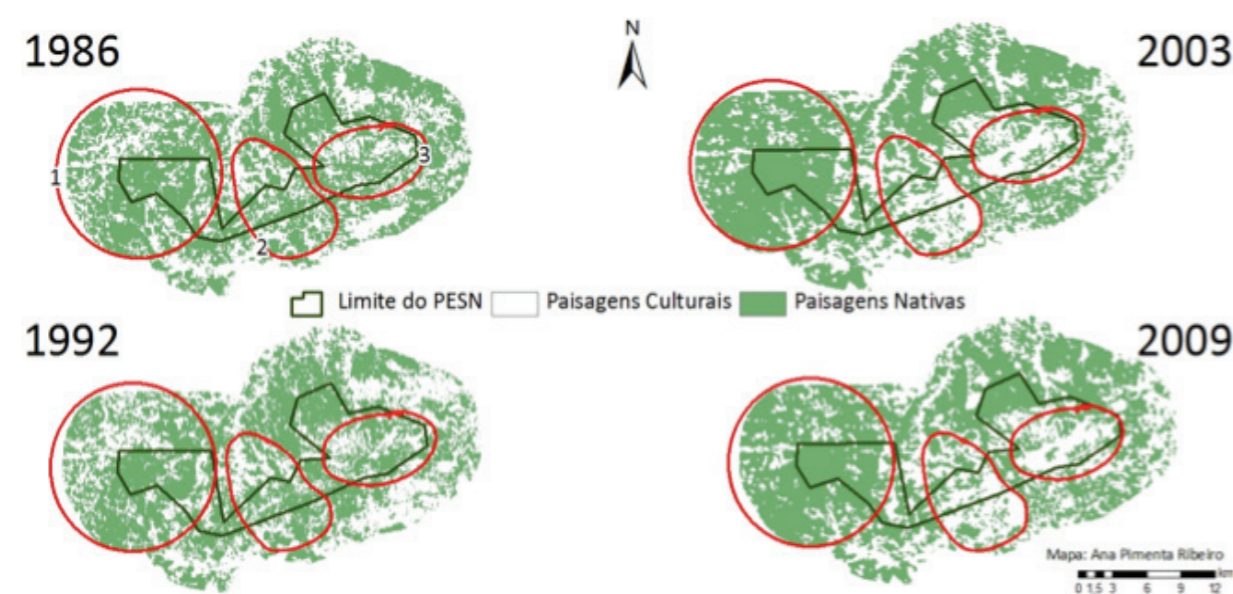 1986
N
2003
1
3
2
Limite do PESN Paisagens Culturais Paisagens Nativas
1992
2009
Mapa: Ana Pimenta Ribeiro
km
0 1,5 3 6 9 12